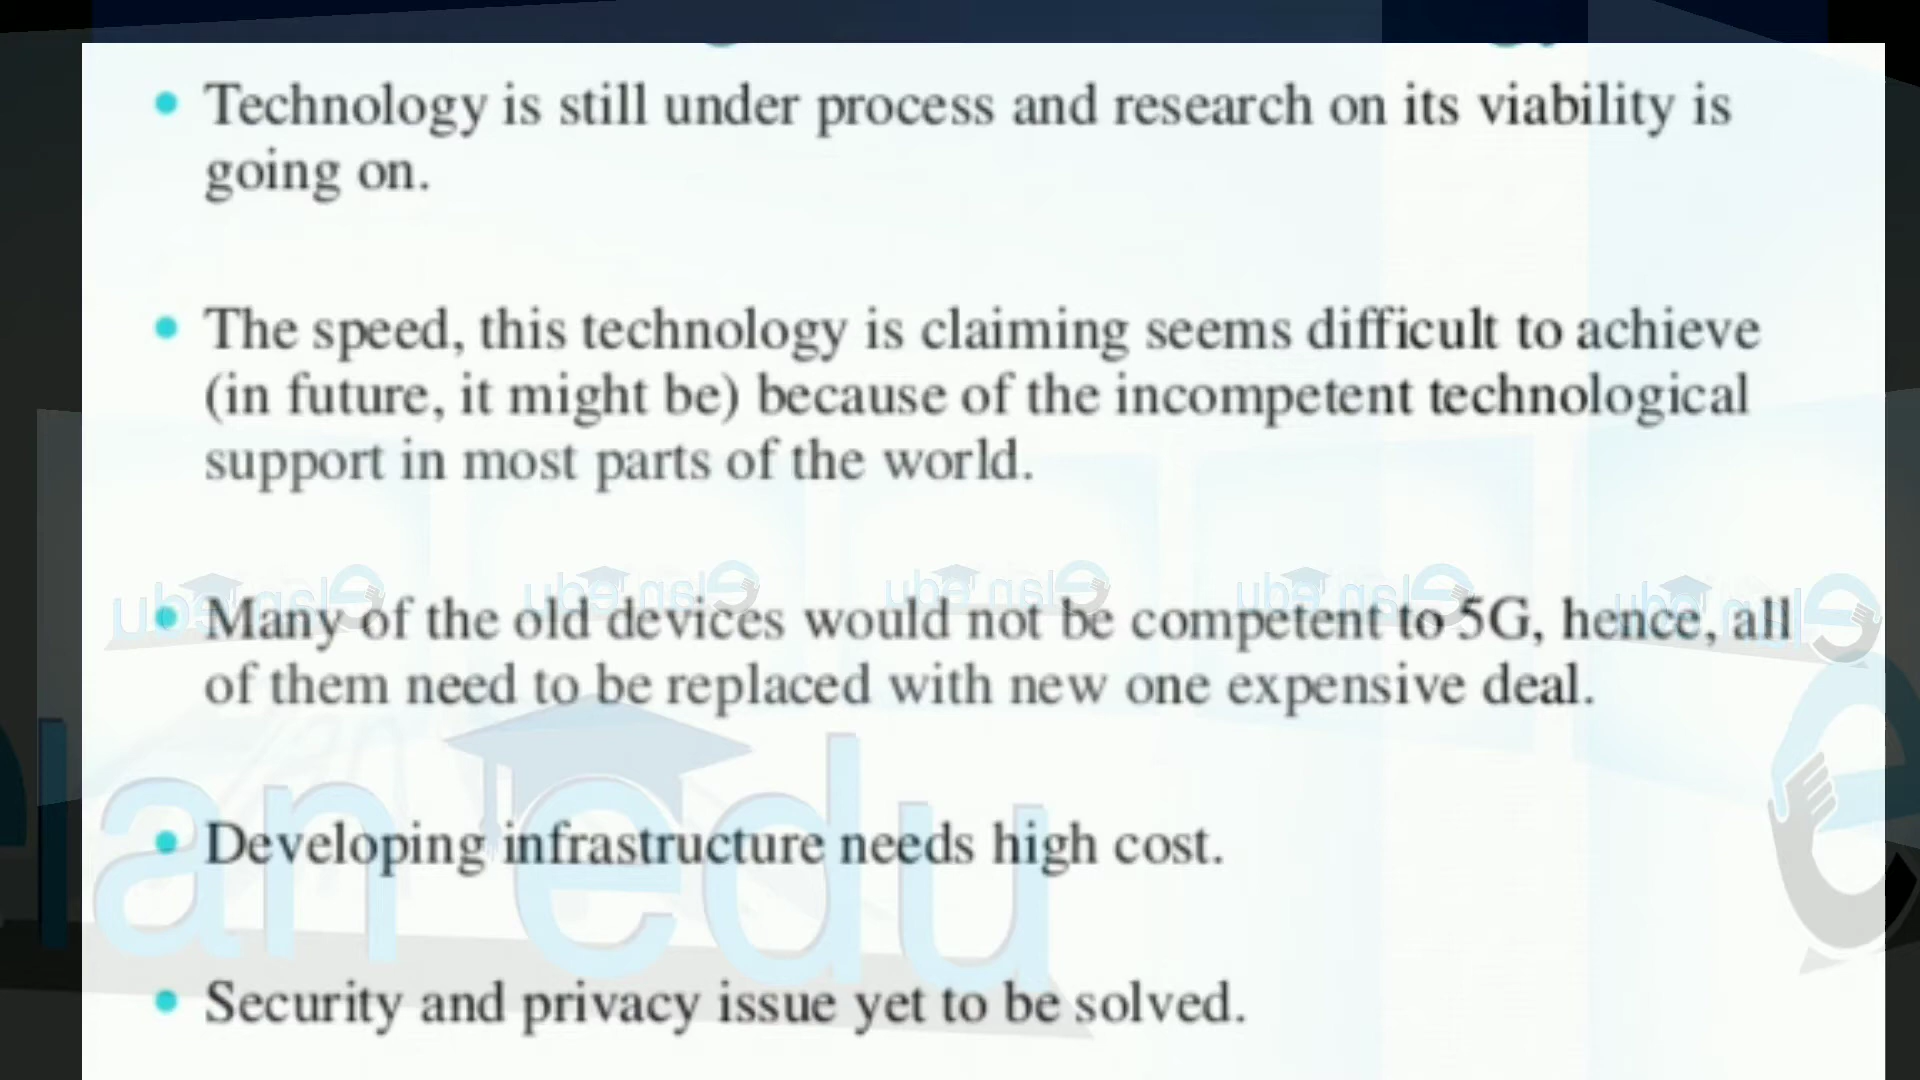 • Technology is still under process and research on its viability is
going on.
• The speed, this technology is claiming seems difficult to achieve
(in future, it might be) because of the incompetent technological
support in most parts of the world.
• Many of the old devices would not be competent to 5G, hence, all
of them need to be replaced with new one expensive deal.
• Developing infrastructure needs high cost.
• Security and privacy issue yet to be solved.
lan edu